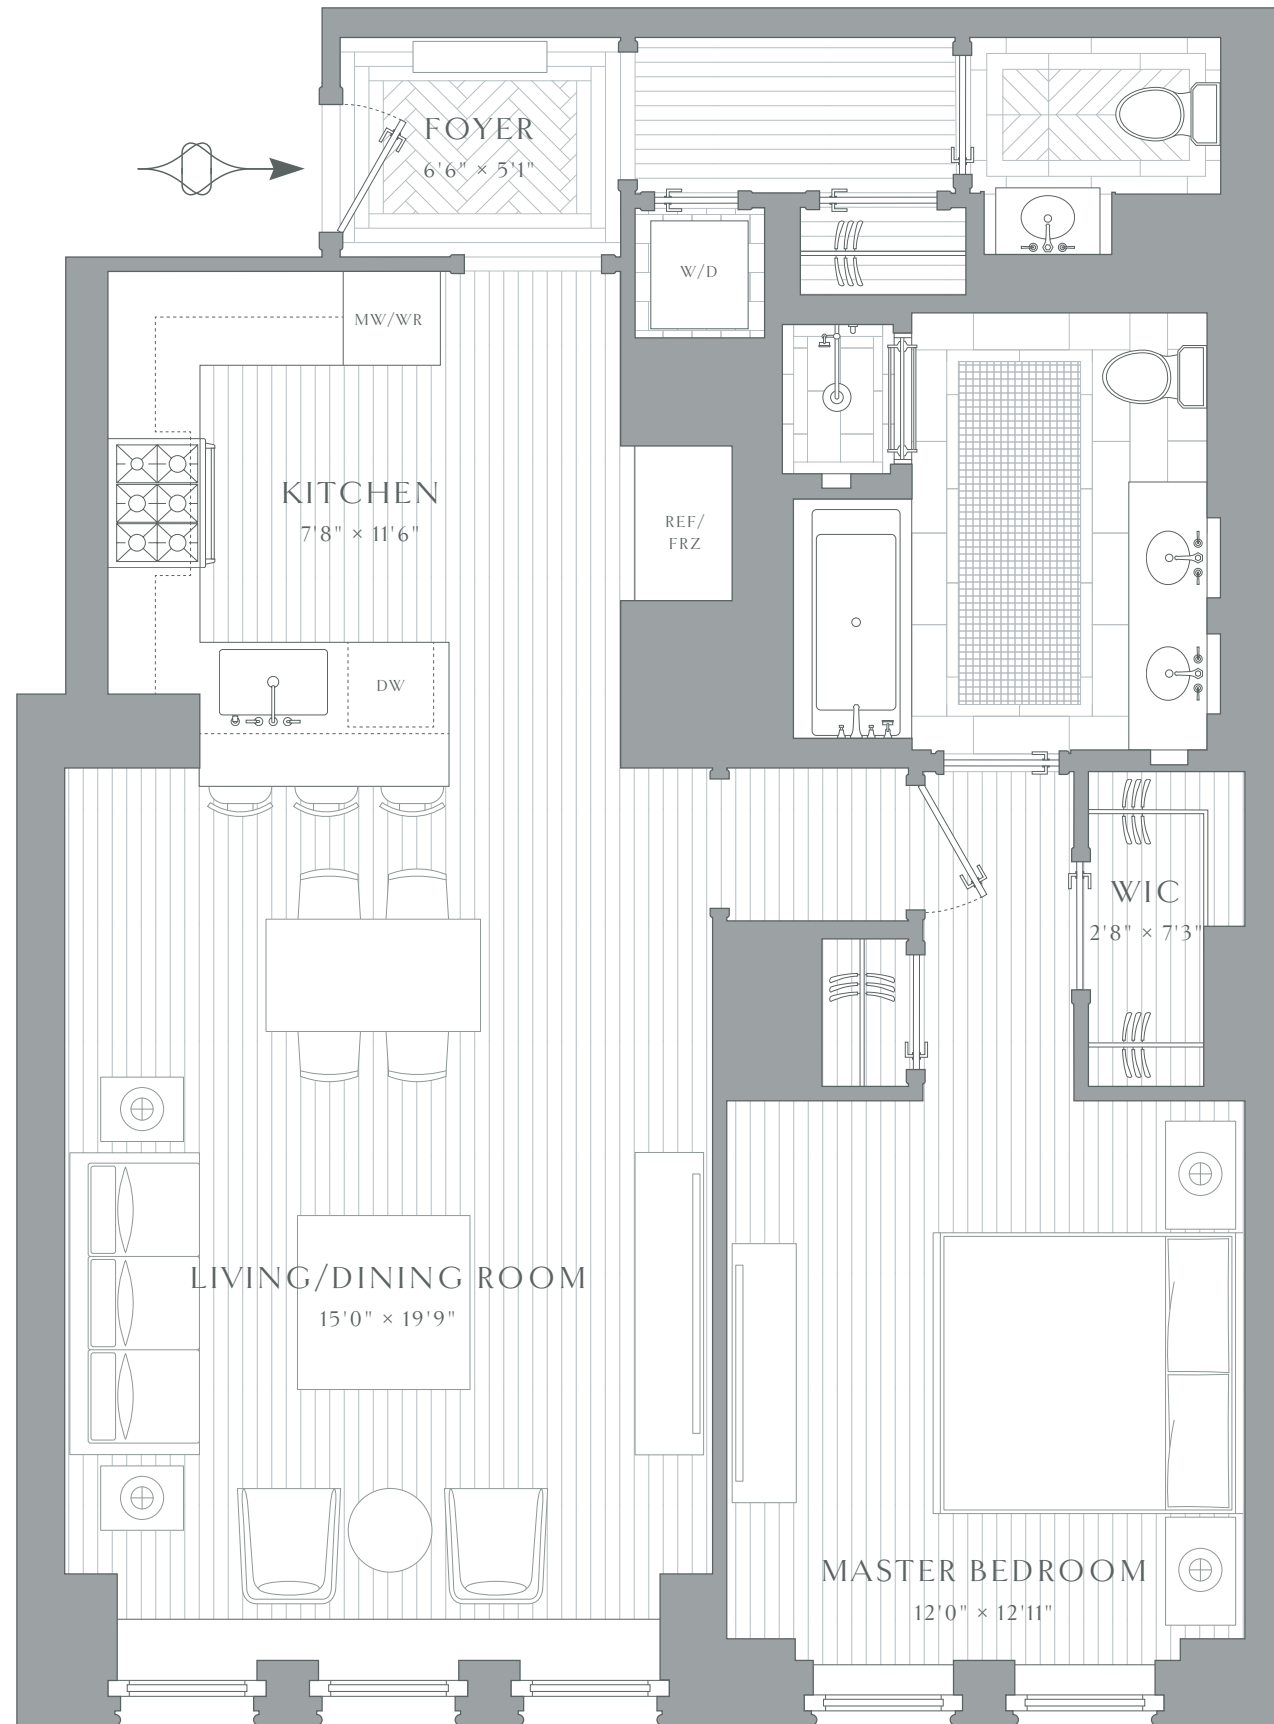 FOYER
6'6" × 5'1"
W/D
MW/WR
KITCHEN
7'8" × 11'6"
REF/
FRZ
DW
WIC
2'8" × 7'3"
LIVING/DINING ROOM
15'0" × 19'9"
MASTER BEDROOM
12'0" × 12'11"